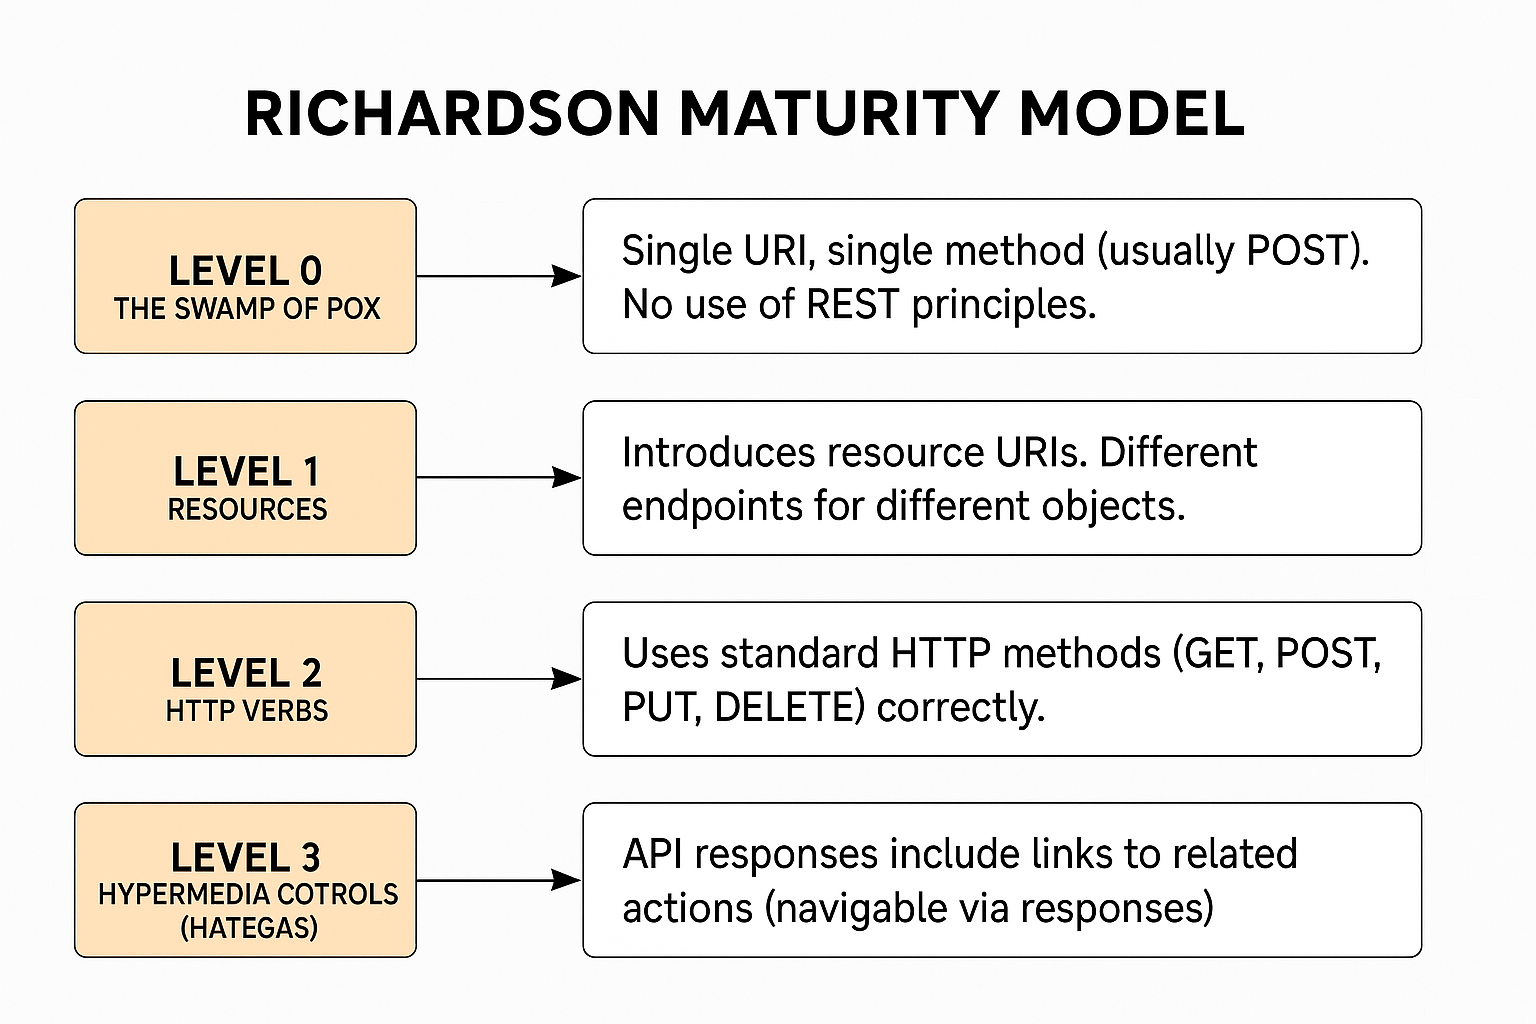 RICHARDSON MATURITY MODEL
LEVEL 0
THE SWAMP OF POX
Single URI, single method (usually POST).
No use of REST principles.
LEVEL 1
RESOURCES
Introduces resource URIs. Different
endpoints for different objects.
LEVEL 2
HTTP VERBS
Uses standard HTTP methods (GET, POST,
PUT, DELETE) correctly.
LEVEL 3
HYPERMEDIA COTROLS
(HATEGAS)
API responses include links to related
actions (navigable via responses)